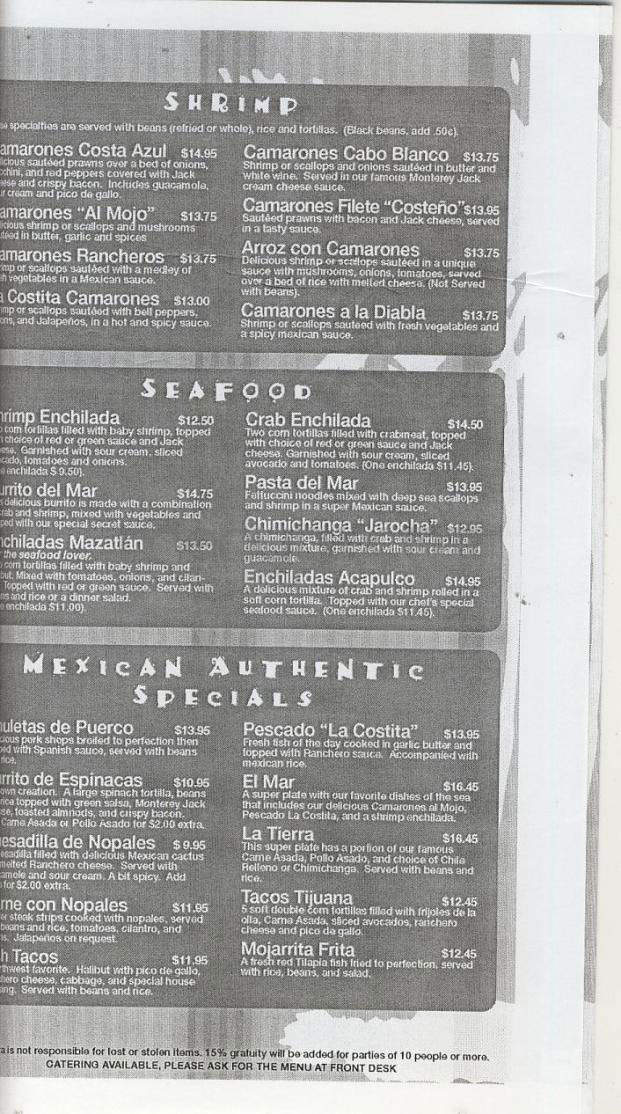 SHRIMP
specialties are served with beans (refried or whole), rice and tortillas. (Black beans, add .50¢).
amarones Costa Azul $14.95
licious sautéed prawns over a bed of onions,
chini, and red peppers covered with Jack
ese and crispy bacon. Includes guacamole,
ur cream and pico de gallo.
amarones "Al Mojo" $13.75
icious shrimp or scallops and mushrooms
téed in butter, garlic and spices
amarones Rancheros $13.75
imp or scallops sautéed with a medley of
h vegetables in a Mexican sauce.
a Costita Camarones $13.00
imp or scallops sautéed with bell peppers,
ons, and Jalapeños, in a hot and spicy sauce.
Camarones Cabo Blanco $13.75
Shrimp or scallops and onions sautéed in butter and
white wine. Served in our famous Monterey Jack
cream cheese sauce.
Camarones Filete "Costeño" $13.95
Sautéed prawns with bacon and Jack cheese, served
in a tasty sauce.
Arroz con Camarones $13.75
Delicious shrimp or scallops sautéed in a unique
sauce with mushrooms, onions, tomatoes, served
over a bed of rice with melted cheese. (Not Served
with beans).
Camarones a la Diabla $13.75
Shrimp or scallops sauteed with fresh vegetables and
a spicy mexican sauce.
SEAFOOD
hrimp Enchilada $12.50
corn tortillas filled with baby shrimp, topped
choice of red or green sauce and Jack
ese. Garnished with sour cream, sliced
cado, tomatoes and onions.
enchilada $ 9.50).
urrito del Mar $14.75
delicious burrito is made with a combination
rab and shrimp, mixed with vegetables and
ped with our special secret sauce.
nchiladas Mazatlán $13.50
the seafood lover.
corn tortillas filled with baby shrimp and
but. Mixed with tomatoes, onions, and cilan-
Topped with red or green sauce. Served with
ns and rice or a dinner salad.
enchilada $11.00).
Crab Enchilada $14.50
Two corn tortillas filled with crabmeat, topped
with choice of red or green sauce and Jack
cheese. Garnished with sour cream, sliced
avocado and tomatoes. (One enchilada $11.45).
Pasta del Mar $13.95
Fettuccini noodles mixed with deep sea scallops
and shrimp in a super Mexican sauce.
Chimichanga "Jarocha" $12.95
A chimichanga, filled with crab and shrimp in a
delicious mixture, garnished with sour cream and
guacamole.
Enchiladas Acapulco $14.95
A delicious mixture of crab and shrimp rolled in a
soft corn tortilla. Topped with our chef's special
seafood sauce. (One enchilada $11.45).
MEXICAN AUTHENTIC
SPECIALS
uletas de Puerco $13.95
cious pork shops broiled to perfection then
ped with Spanish sauce, served with beans
rice.
rrito de Espinacas $10.95
own creation. A large spinach tortilla, beans
rice topped with green salsa, Monterey Jack
se, toasted almnods, and crispy bacon.
Carne Asada or Pollo Asado for $2.00 extra.
esadilla de Nopales $ 9.95
esadilla filled with delicious Mexican cactus
melted Ranchero cheese. Served with
amole and sour cream. A bit spicy. Add
for $2.00 extra.
rne con Nopales $11.95
er steak strips cooked with nopales, served
beans and rice, tomatoes, cilantro, and
ns. Jalapeños on request.
h Tacos $11.95
thwest favorite. Halibut with pico de gallo,
hero cheese, cabbage, and special house
ing. Served with beans and rice.
Pescado "La Costita" $13.95
Fresh fish of the day cooked in garlic butter and
topped with Ranchero sauce. Accompanied with
mexican rice.
El Mar $16.45
A super plate with our favorite dishes of the sea
that includes our delicious Camarones al Mojo,
Pescado La Costita, and a shrimp enchilada.
La Tierra $16.45
This super plate has a portion of our famous
Carne Asada, Pollo Asado, and choice of Chile
Relleno or Chimichanga. Served with beans and
rice.
Tacos Tijuana $12.45
5 soft double corn tortillas filled with frijoles de la
olla, Carne Asada, sliced avocados, ranchero
cheese and pico de gallo.
Mojarrita Frita $12.45
A fresh red Tilapia fish fried to perfection, served
with rice, beans, and salad.
a is not responsible for lost or stolen items. 15% gratuity will be added for parties of 10 people or more.
CATERING AVAILABLE, PLEASE ASK FOR THE MENU AT FRONT DESK